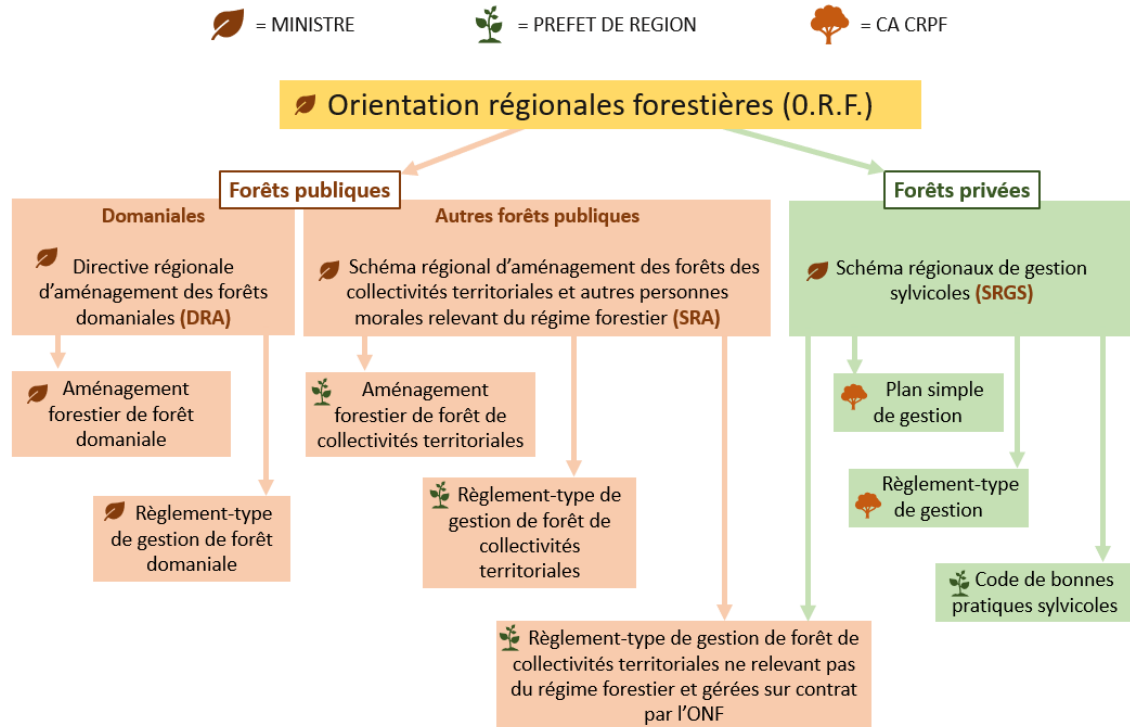 = MINISTRE
= PREFET DE REGION
= CA CRPF
Orientation régionales forestières (0.R.F.)
Forêts publiques
Forêts privées
Domaniales
Directive régionale
d'aménagement des forêts
domaniales (DRA)
Autres forêts publiques
Schéma régional d'aménagement des forêts des
collectivités territoriales et autres personnes
morales relevant du régime forestier (SRA)
Schéma régionaux de gestion
sylvicoles (SRGS)
Aménagement
forestier de forêt
domaniale
Aménagement
forestier de forêt de
collectivités territoriales
Plan simple
de gestion
Règlement-type
de gestion de forêt
domaniale
Règlement-type de
gestion de forêt de
collectivités
territoriales
Règlement-type
de gestion
Code de bonnes
pratiques sylvicoles
Règlement-type de gestion de forêt de
collectivités territoriales ne relevant pas
du régime forestier et gérées sur contrat
par l'ONF